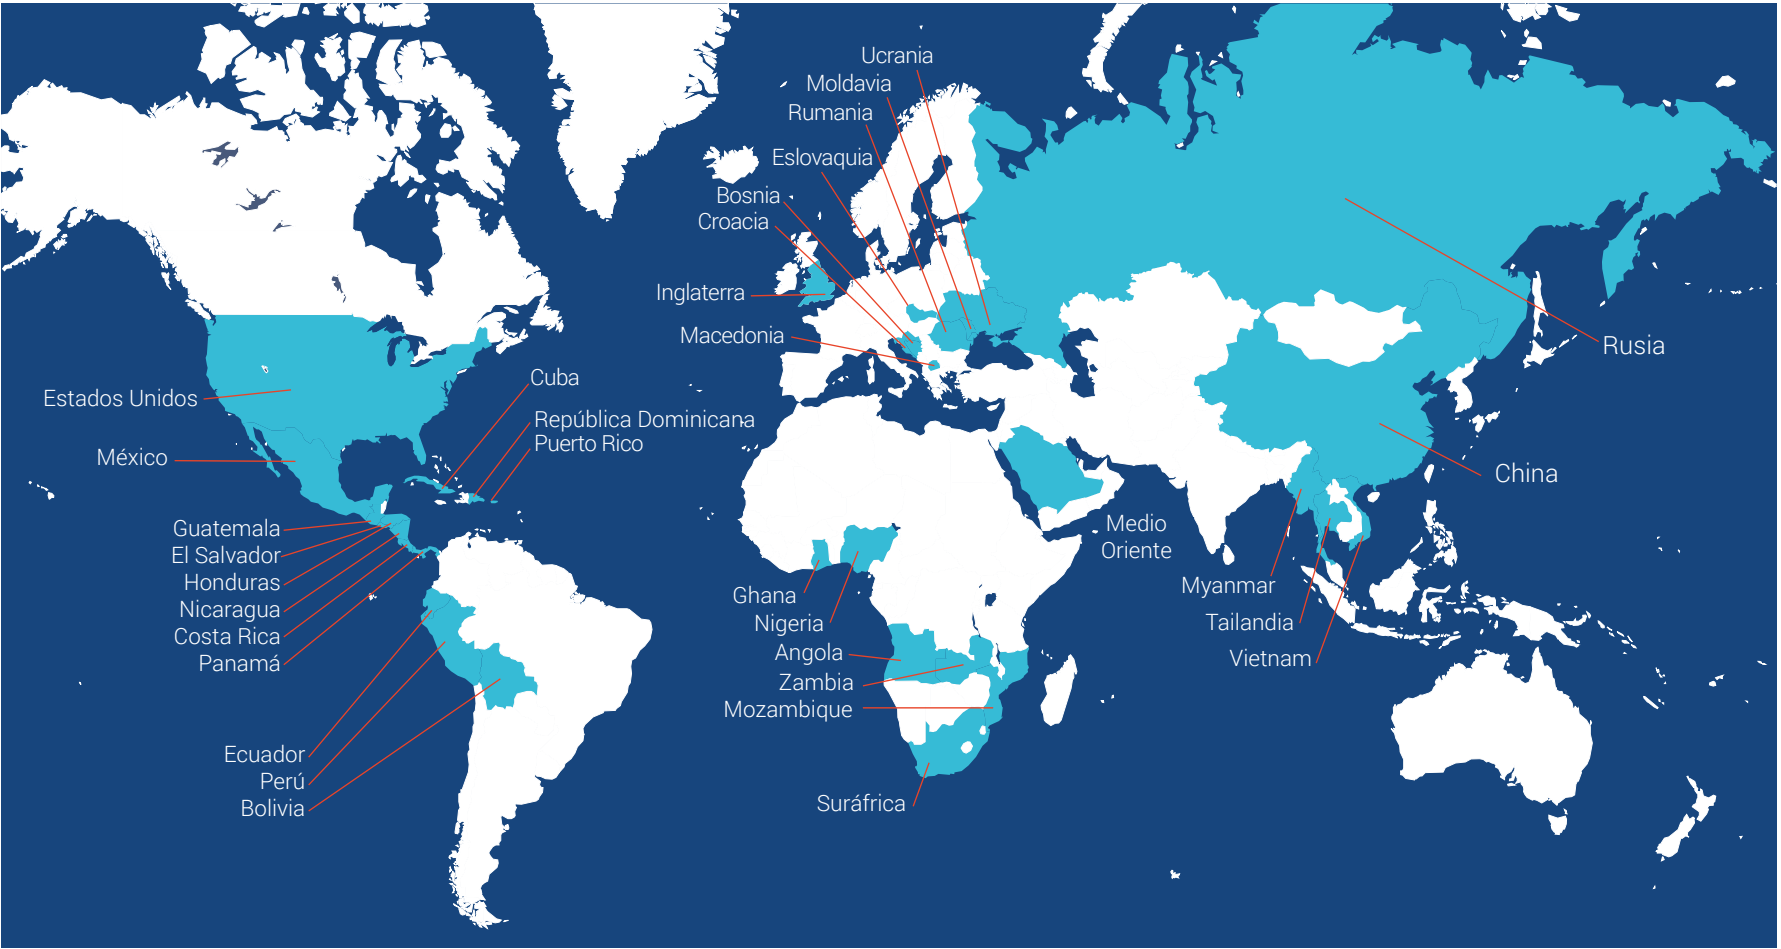 Ucrania
Moldavia
Rumania
Eslovaquia
Bosnia
Croacia
Inglaterra
Macedonia
Rusia
Estados Unidos
Cuba
República Dominicana
Puerto Rico
México
China
Guatemala
El Salvador
Honduras
Nicaragua
Costa Rica
Panamá
Medio
Oriente
Myanmar
Tailandia
Vietnam
Ghana
Nigeria
Angola
Zambia
Mozambique
Ecuador
Perú
Bolivia
Suráfrica